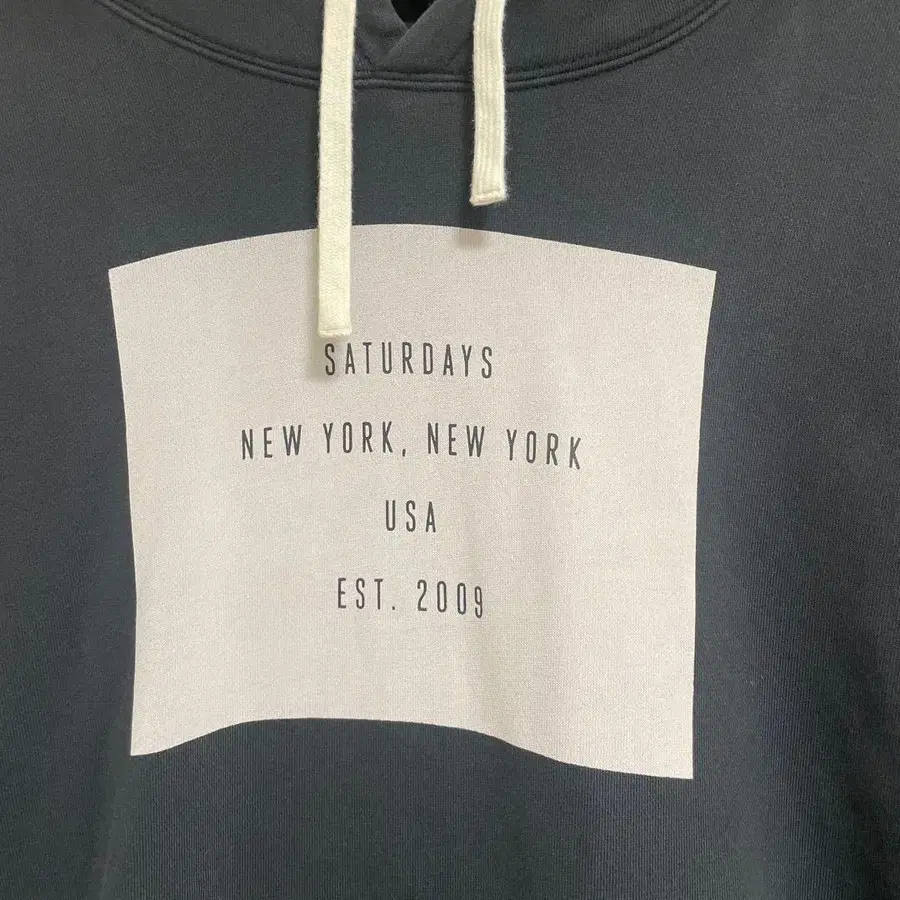 SATURDAYS
NEW YORK, NEW YORK
USA
EST. 2009